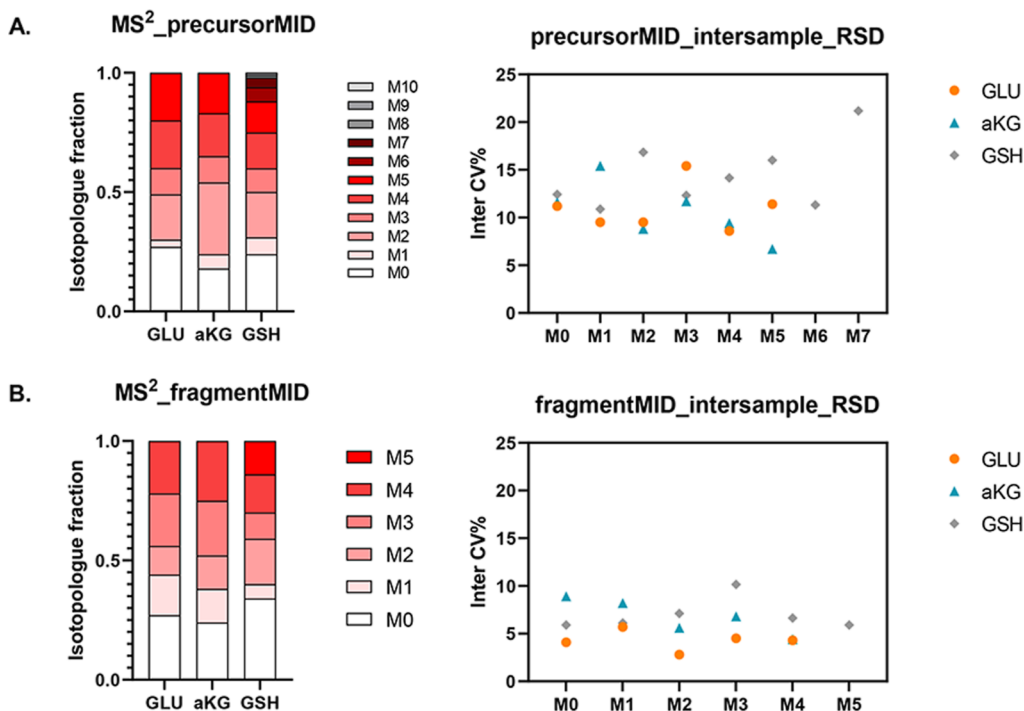 A.
MS2_precursorMID
Isotopologue fraction
1.0
0.5
0.0
GLU aKG GSH
M10
M9
M8
M7
M6
M5
M4
M3
M2
M1
M0
precursorMID_intersample_RSD
Inter CV%
25
20
15
10
5
0
M0 M1 M2 M3 M4 M5 M6 M7
GLU
aKG
GSH
B.
MS2_fragmentMID
Isotopologue fraction
1.0
0.5
0.0
GLU aKG GSH
M5
M4
M3
M2
M1
M0
fragmentMID_intersample_RSD
Inter CV%
25
20
15
10
5
0
M0 M1 M2 M3 M4 M5
GLU
aKG
GSH